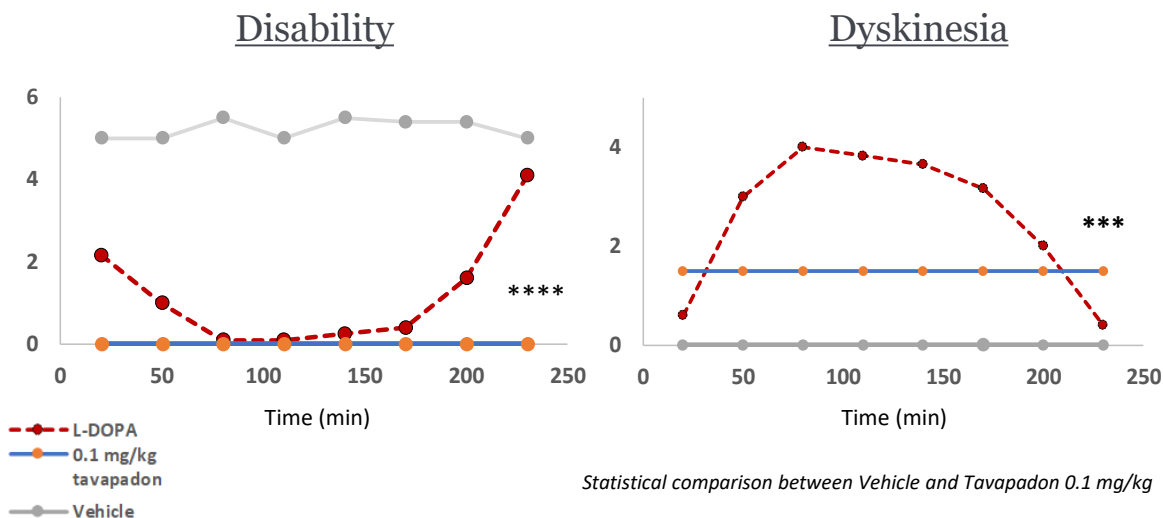 Disability
Dyskinesia
6
4
2
0
0
50
100
150
200
250
****
Time (min)
4
2
0
0
50
100
150
200
250
***
Time (min)
L-DOPA
0.1 mg/kg
tavapadon
Vehicle
Statistical comparison between Vehicle and Tavapadon 0.1 mg/kg